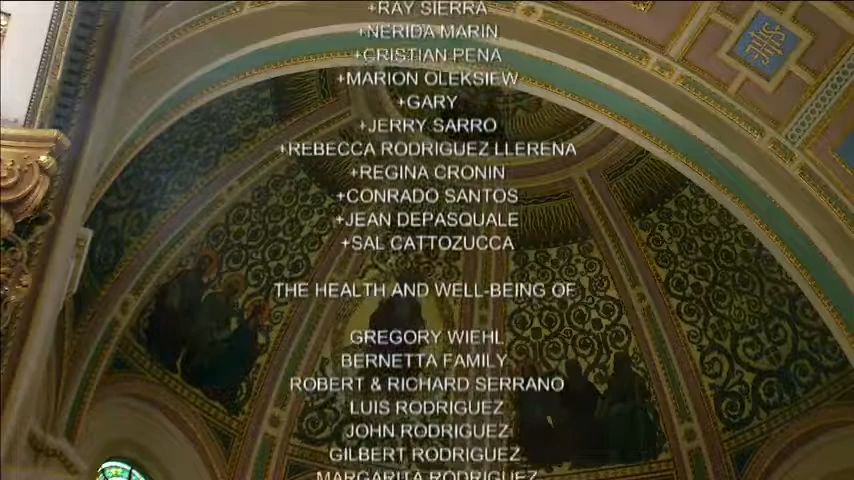 +RAY SIERRA
+NERIDA MARIN
+CRISTIAN PENA
+MARION OLEKSIEW
+GARY
+JERRY SARRO
+REBECCA RODRIGUEZ LLERENA
+REGINA CRONIN
+CONRADO SANTOS
+JEAN DEPASQUALE
+SAL CATTOZUCCA
THE HEALTH AND WELL-BEING OF
GREGORY WIEHL
BERNETTA FAMILY
ROBERT & RICHARD SERRANO
LUIS RODRIGUEZ
JOHN RODRIGUEZ
GILBERT RODRIGUEZ
MARGARITA RODRIGUEZ